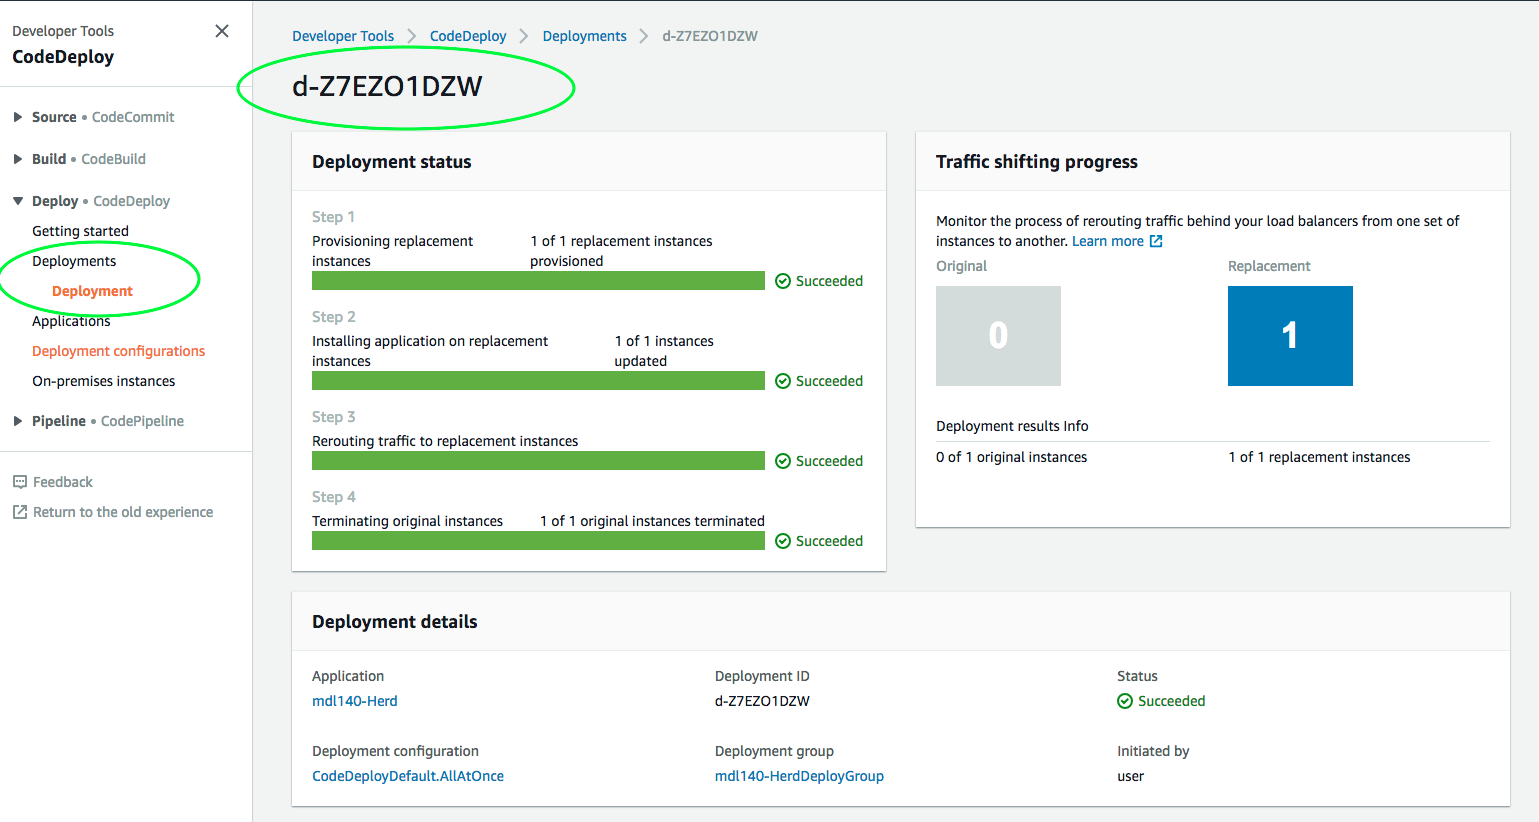 Developer Tools
CodeDeploy
Source • CodeCommit
Build • CodeBuild
Deploy • CodeDeploy
Getting started
Deployments
Deployment
Applications
Deployment configurations
On-premises instances
Pipeline • CodePipeline
Feedback
Return to the old experience
Developer Tools > CodeDeploy > Deployments > d-Z7EZO1DZW
d-Z7EZO1DZW
Deployment status
Step 1
Provisioning replacement
instances
1 of 1 replacement instances
provisioned
Succeeded
Step 2
Installing application on replacement
instances
1 of 1 instances
updated
Succeeded
Step 3
Rerouting traffic to replacement instances
Succeeded
Step 4
Terminating original instances
1 of 1 original instances terminated
Succeeded
Traffic shifting progress
Monitor the process of rerouting traffic behind your load balancers from one set of
instances to another. Learn more
Original
Replacement
0
1
Deployment results Info
0 of 1 original instances
1 of 1 replacement instances
Deployment details
Application
mdl140-Herd
Deployment ID
d-Z7EZO1DZW
Status
Succeeded
Deployment configuration
CodeDeployDefault.AllAtOnce
Deployment group
mdl140-HerdDeployGroup
Initiated by
user